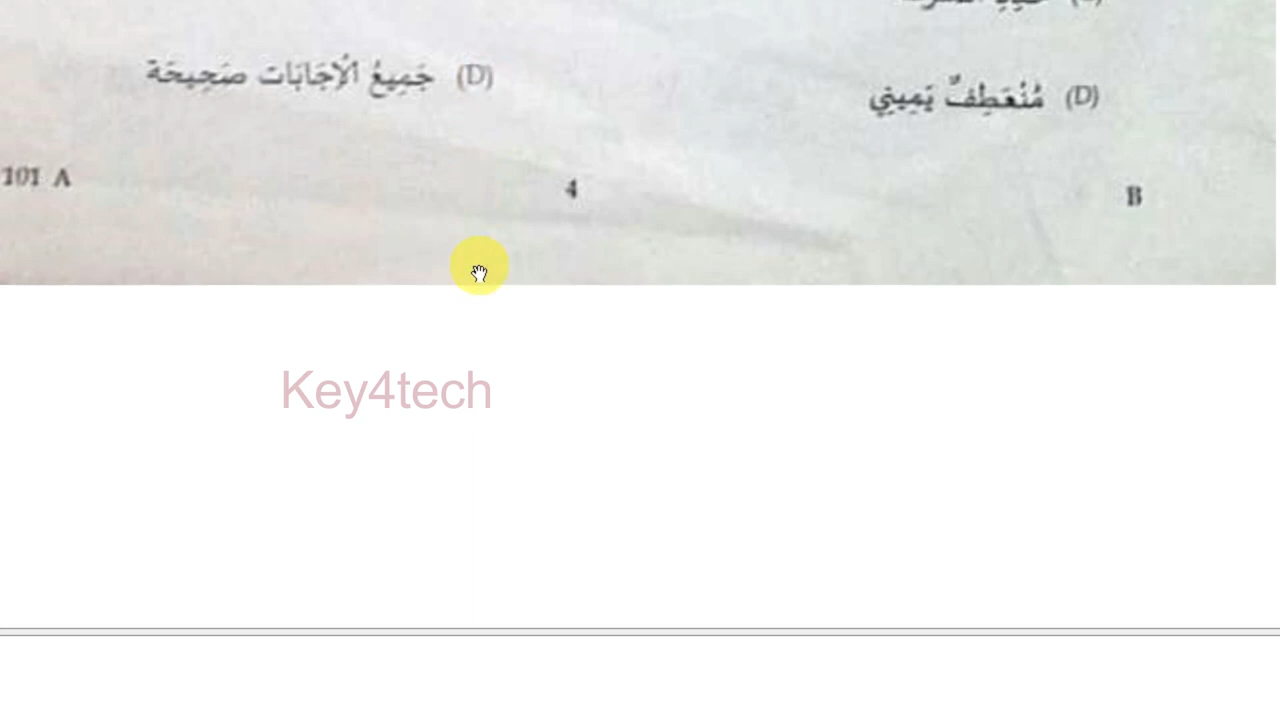 (D) مُنْعَطِفٌ يَمِينِي
(D) جَمِيعُ الْإِجَابَاتِ صَحِيحَة
101 A
4
B
Key4tech